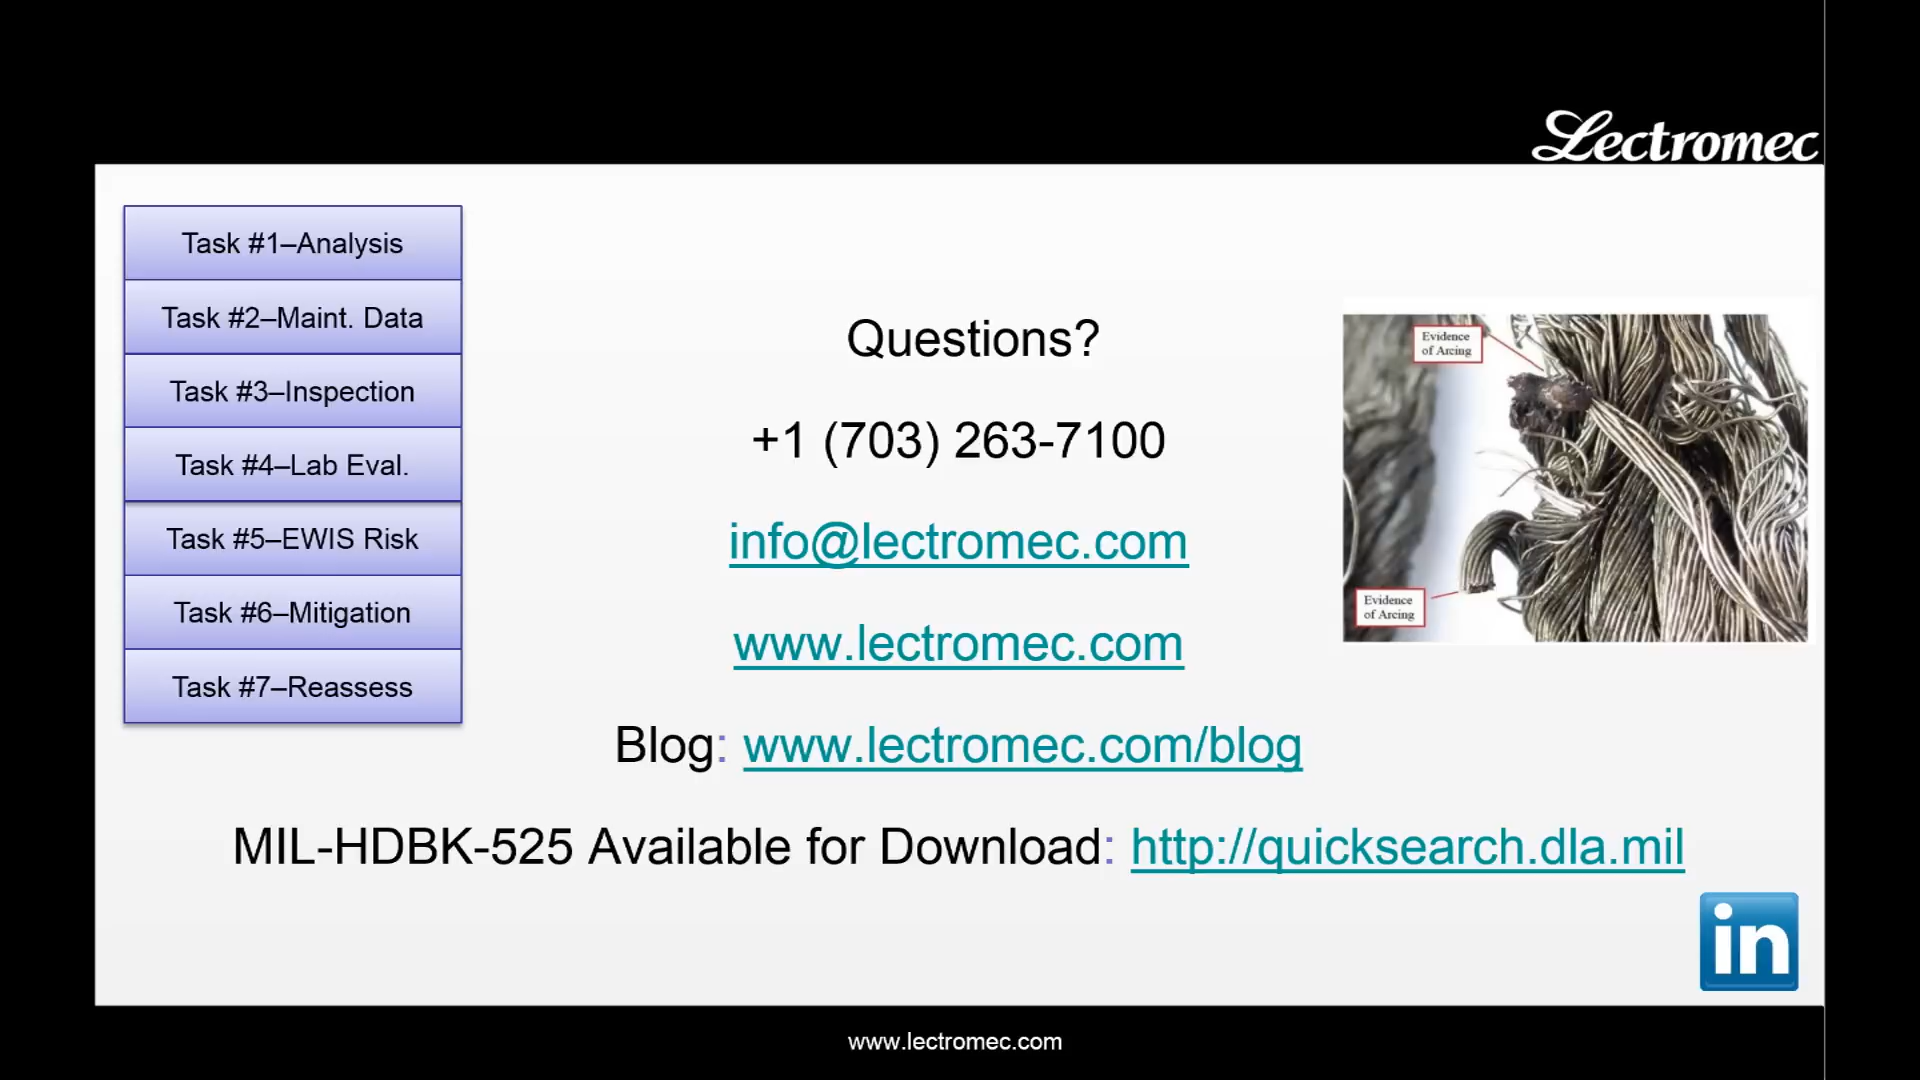 Lectromec
Task #1–Analysis
Task #2–Maint. Data
Task #3–Inspection
Task #4–Lab Eval.
Task #5–EWIS Risk
Task #6–Mitigation
Task #7–Reassess
Questions?
+1 (703) 263-7100
info@lectromec.com
www.lectromec.com
Blog: www.lectromec.com/blog
MIL-HDBK-525 Available for Download: http://quicksearch.dla.mil
Evidence
of Arcing
Evidence
of Arcing
in
www.lectromec.com